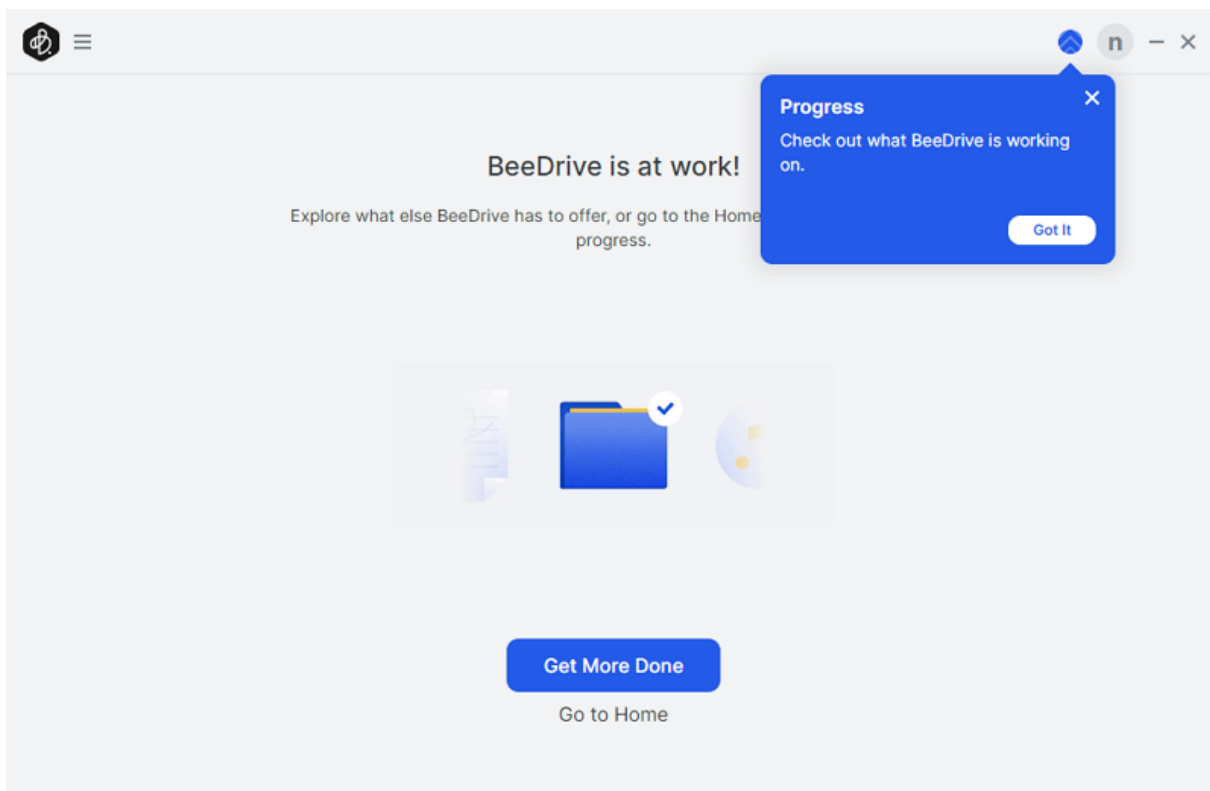 n
Progress
Check out what BeeDrive is working
on.
Got It
BeeDrive is at work!
Explore what else BeeDrive has to offer, or go to the Home
progress.
Get More Done
Go to Home